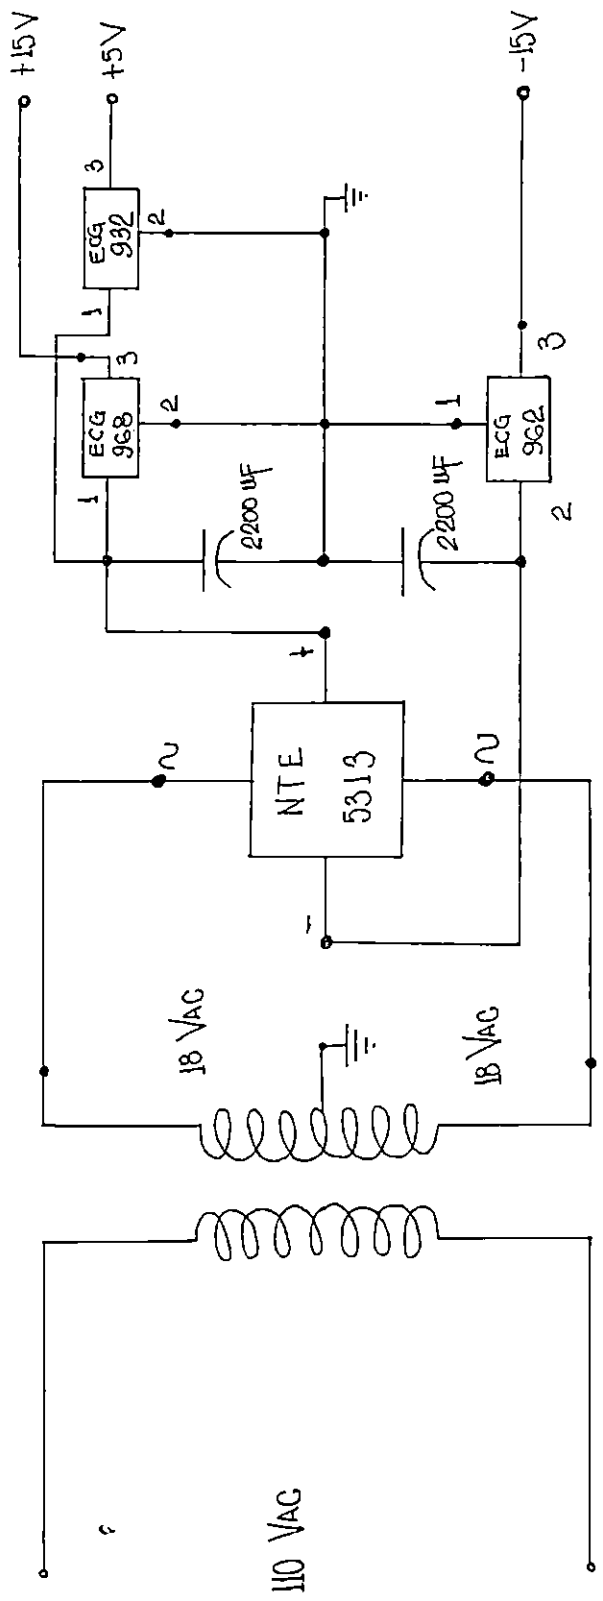 110 VAC
18 VAC
18 VAC
~
~
NTE
5313
-
+
2200 UF
2200 UF
1
ECG
968
2
3
1
ECG
932
2
3
1
ECG
962
2
3
+15V
+5V
-15V